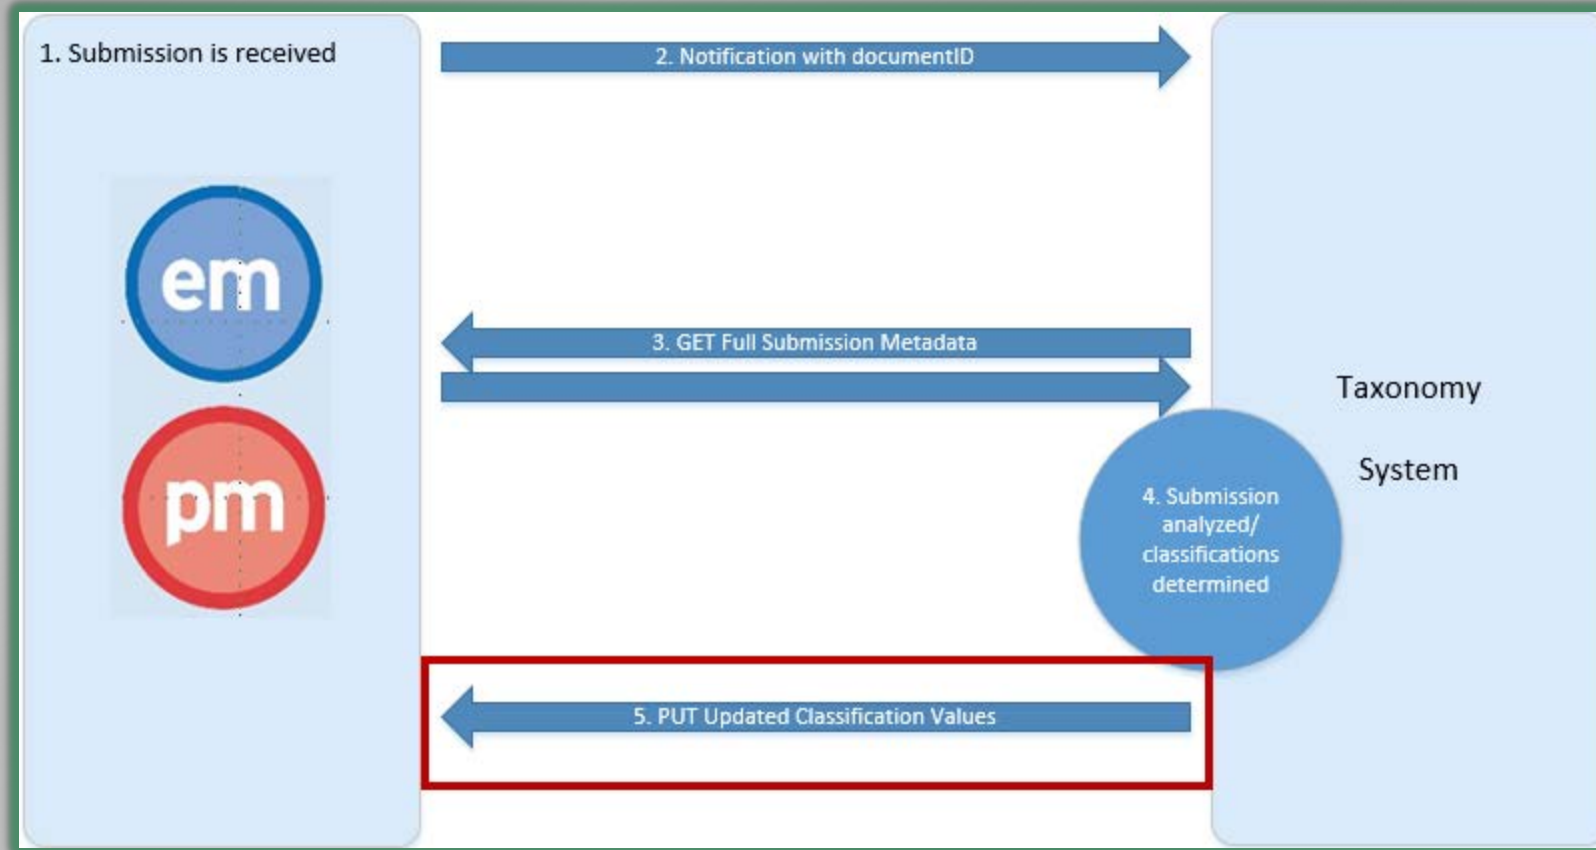 1. Submission is received
2. Notification with documentID
em
3. GET Full Submission Metadata
Taxonomy
System
pm
4. Submission
analyzed/
classifications
determined
5. PUT Updated Classification Values